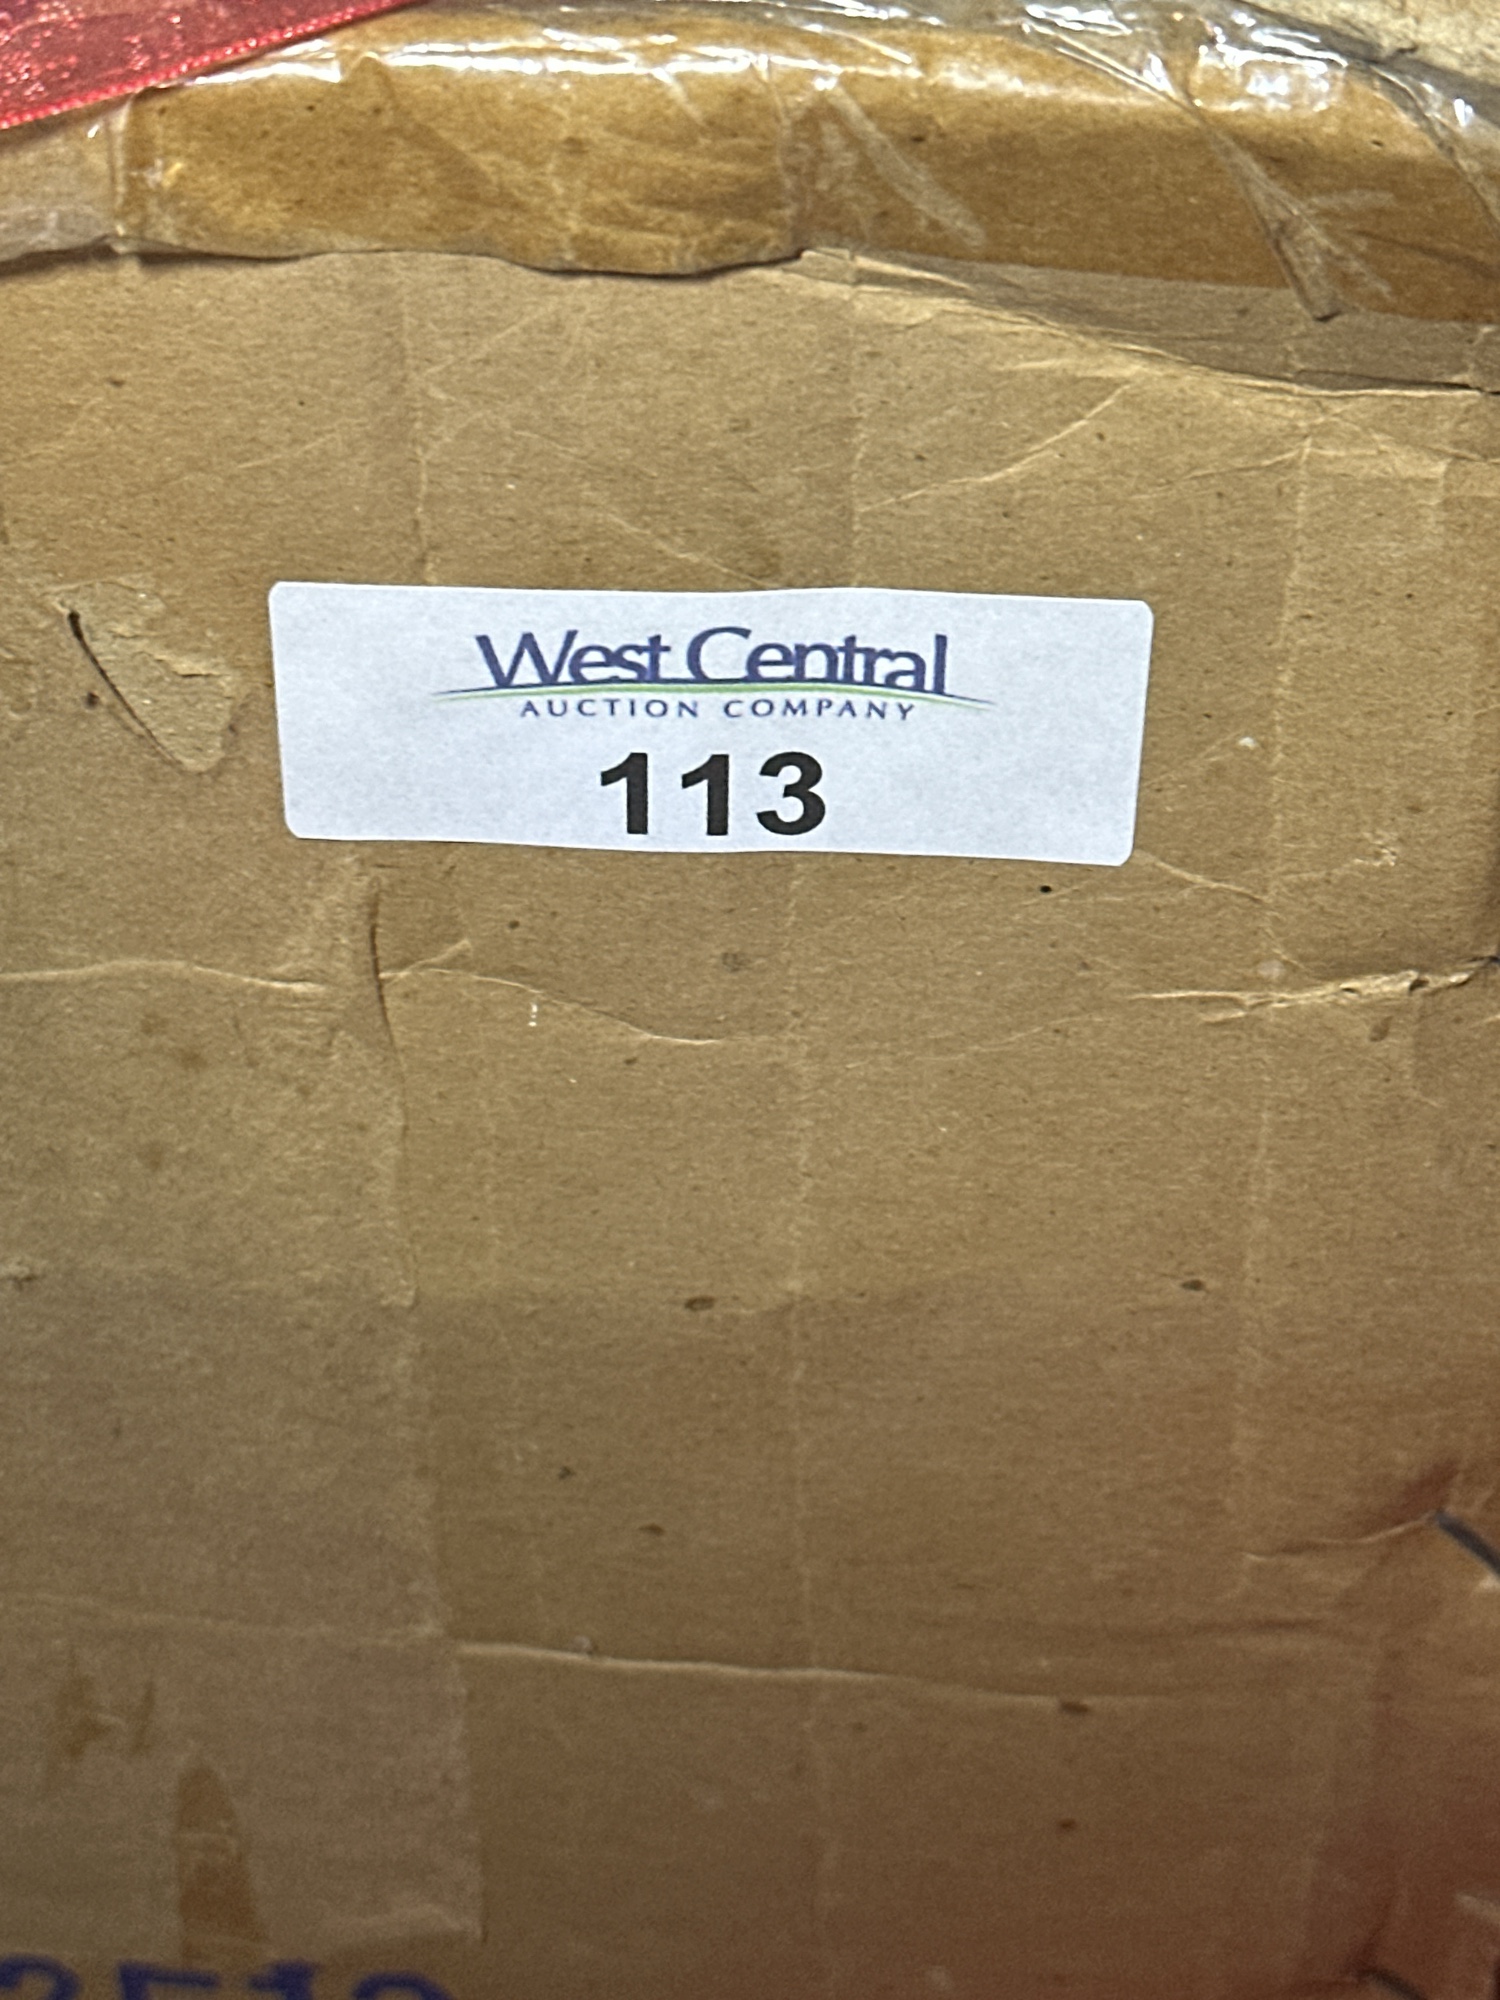 West Central
AUCTION COMPANY
113